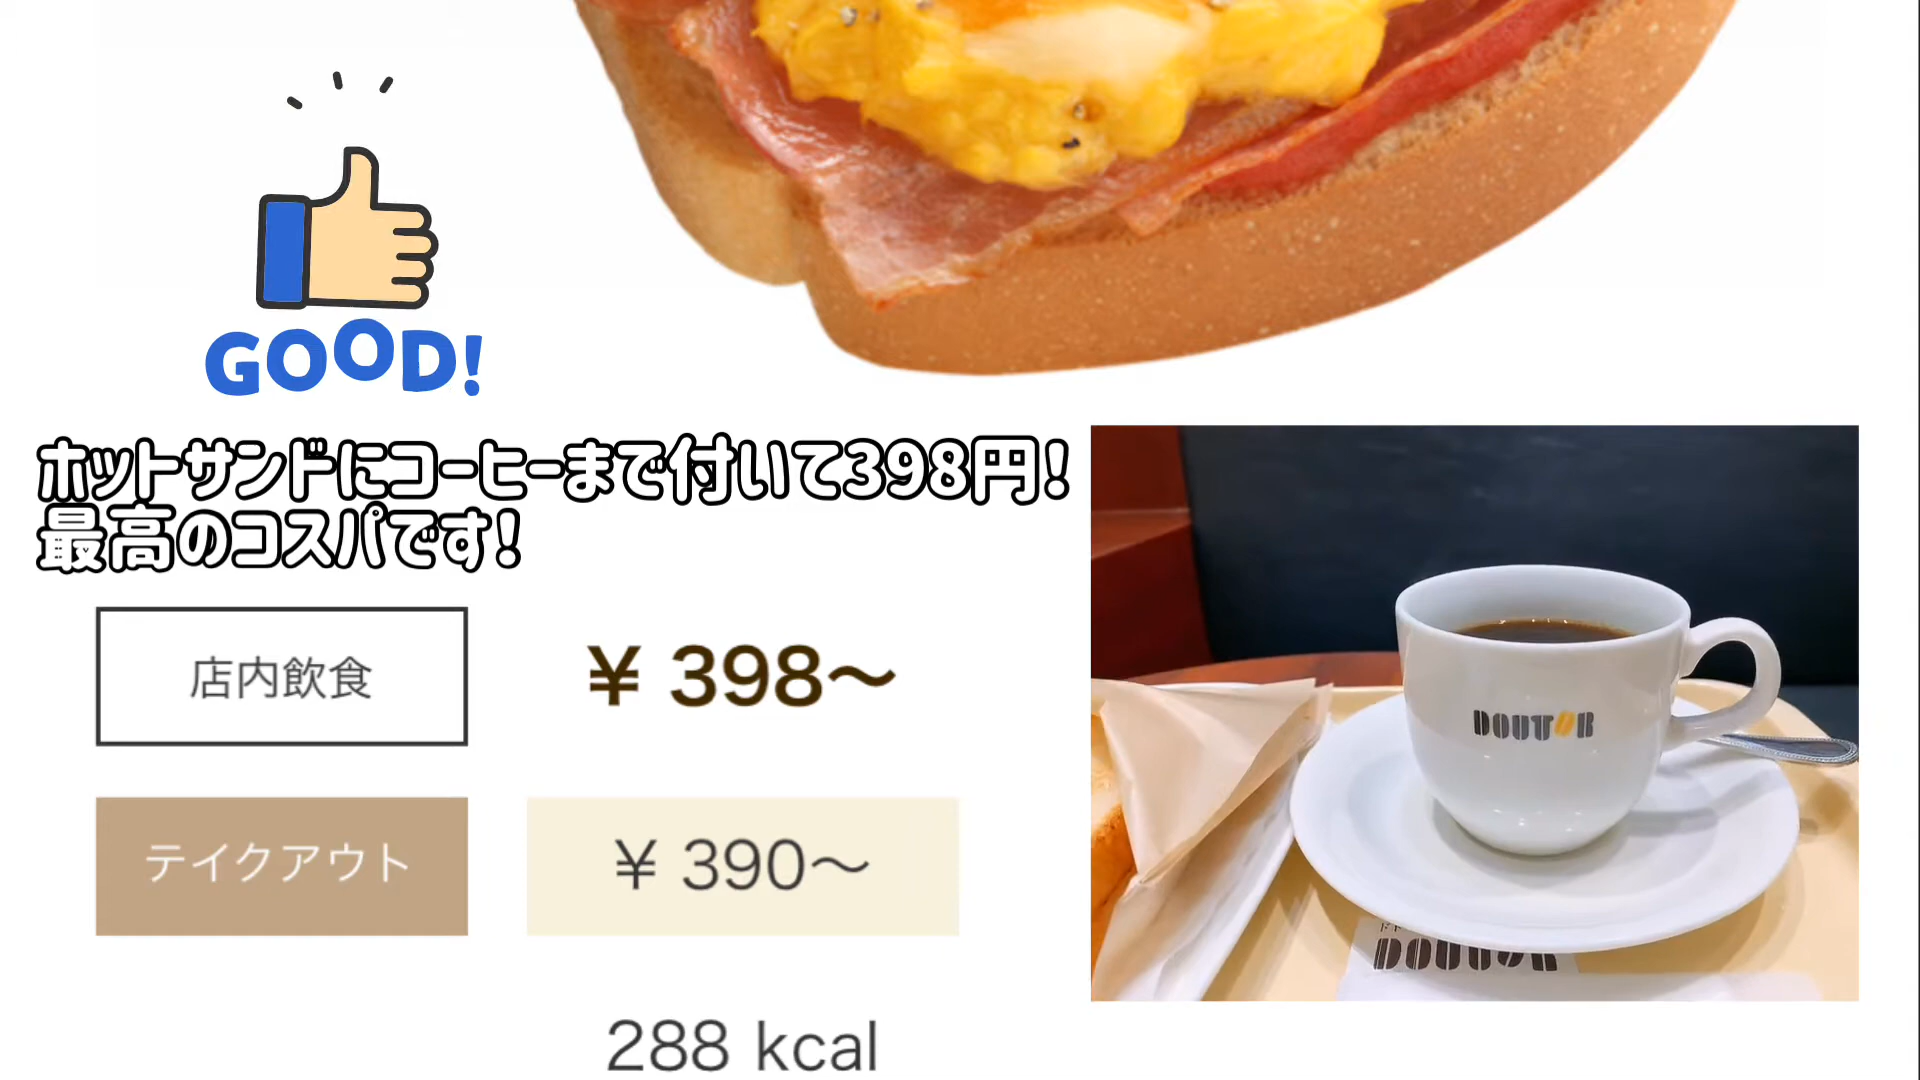 GOOD!
ホットサンドにコーヒーまで付いて398円!
最高のコスパです!
店内飲食
¥ 398～
テイクアウト
¥ 390～
288 kcal
DOUTOR
DOUTOR